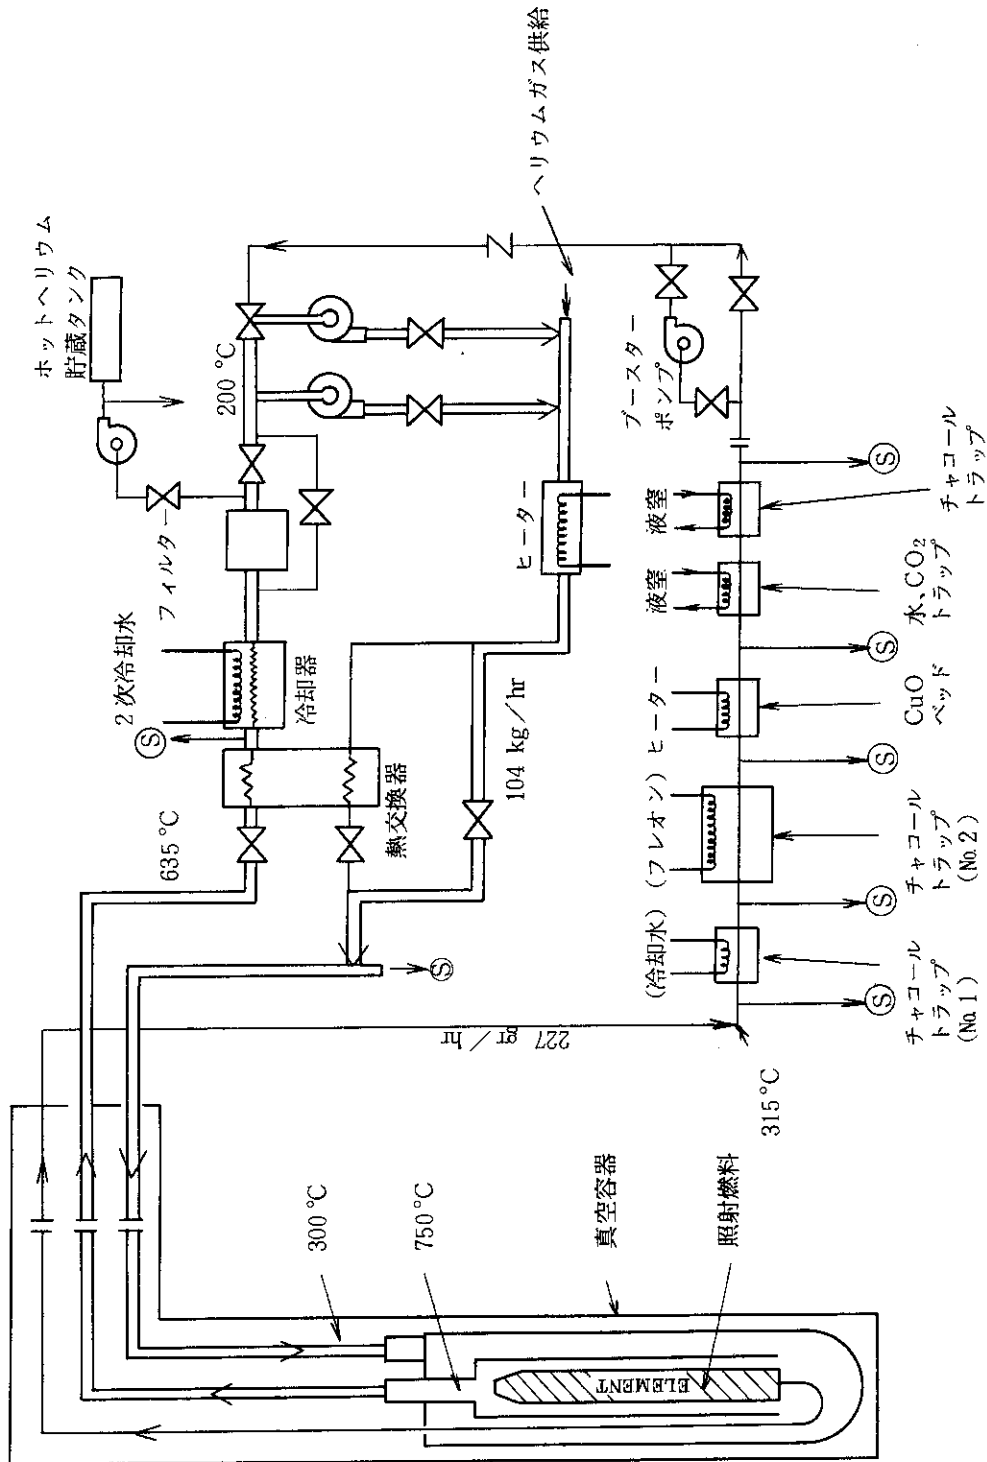 ホットヘリウム
貯蔵タンク
200 ℃
フィルター
2次冷却水
冷却器
Ⓢ
635 ℃
熱交換器
ヒーター
104 kg／hr
ヘリウムガス供給
Ⓢ
ブースター
ポンプ
液窒
液窒
ヒーター
(フレオン)
(冷却水)
Ⓢ
チャコール
トラップ
水、CO₂
トラップ
Ⓢ
CuO
ベッド
Ⓢ
チャコール
トラップ
(No.2)
Ⓢ
チャコール
トラップ
(No.1)
Ⓢ
227 gr／hr
315 ℃
300 ℃
750 ℃
真空容器
照射燃料
ELEMENT